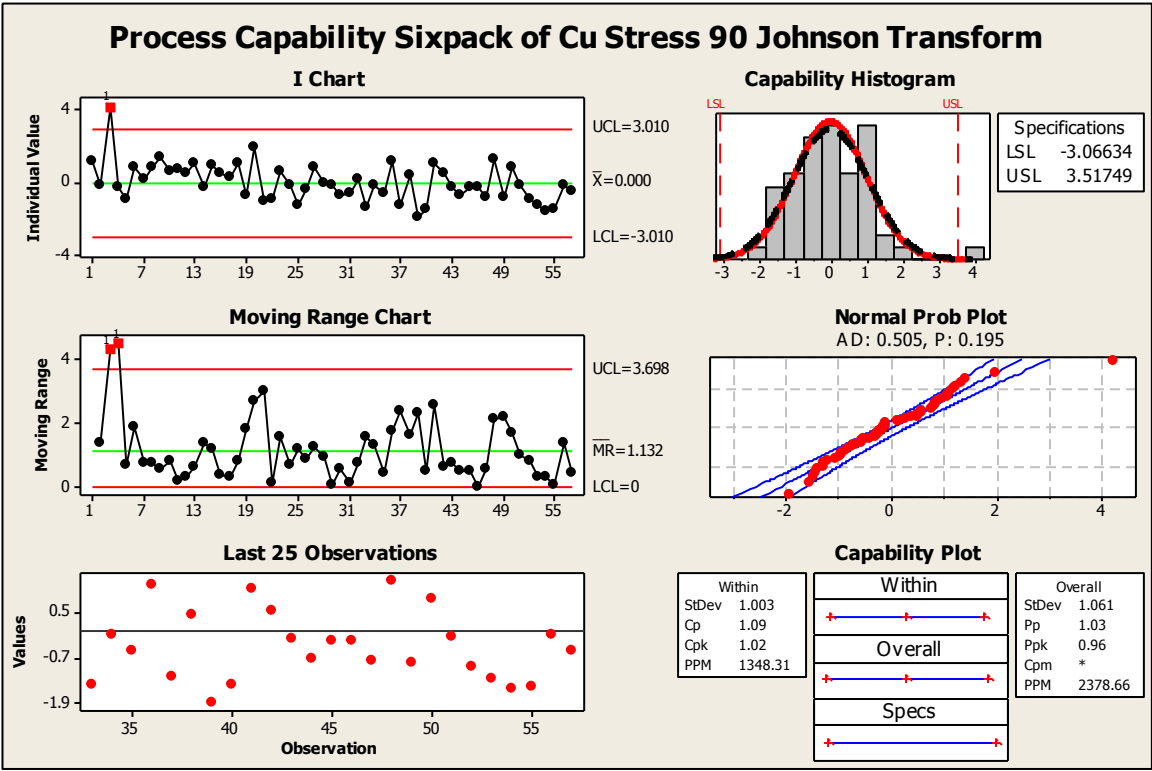 Process Capability Sixpack of Cu Stress 90 Johnson Transform
I Chart
Individual Value
4
0
-4
1 7 13 19 25 31 37 43 49 55
1
UCL=3.010
X=0.000
LCL=-3.010
Moving Range Chart
Moving Range
4
2
0
1 7 13 19 25 31 37 43 49 55
1
1
UCL=3.698
MR=1.132
LCL=0
Last 25 Observations
Values
0.5
-0.7
-1.9
35 40 45 50 55
Observation
Capability Histogram
LSL USL
-3 -2 -1 0 1 2 3 4
Specifications
LSL -3.06634
USL 3.51749
Normal Prob Plot
AD: 0.505, P: 0.195
-2 0 2 4
Capability Plot
Within
StDev 1.003
Cp 1.09
Cpk 1.02
PPM 1348.31
Within
Overall
Specs
Overall
StDev 1.061
Pp 1.03
Ppk 0.96
Cpm *
PPM 2378.66